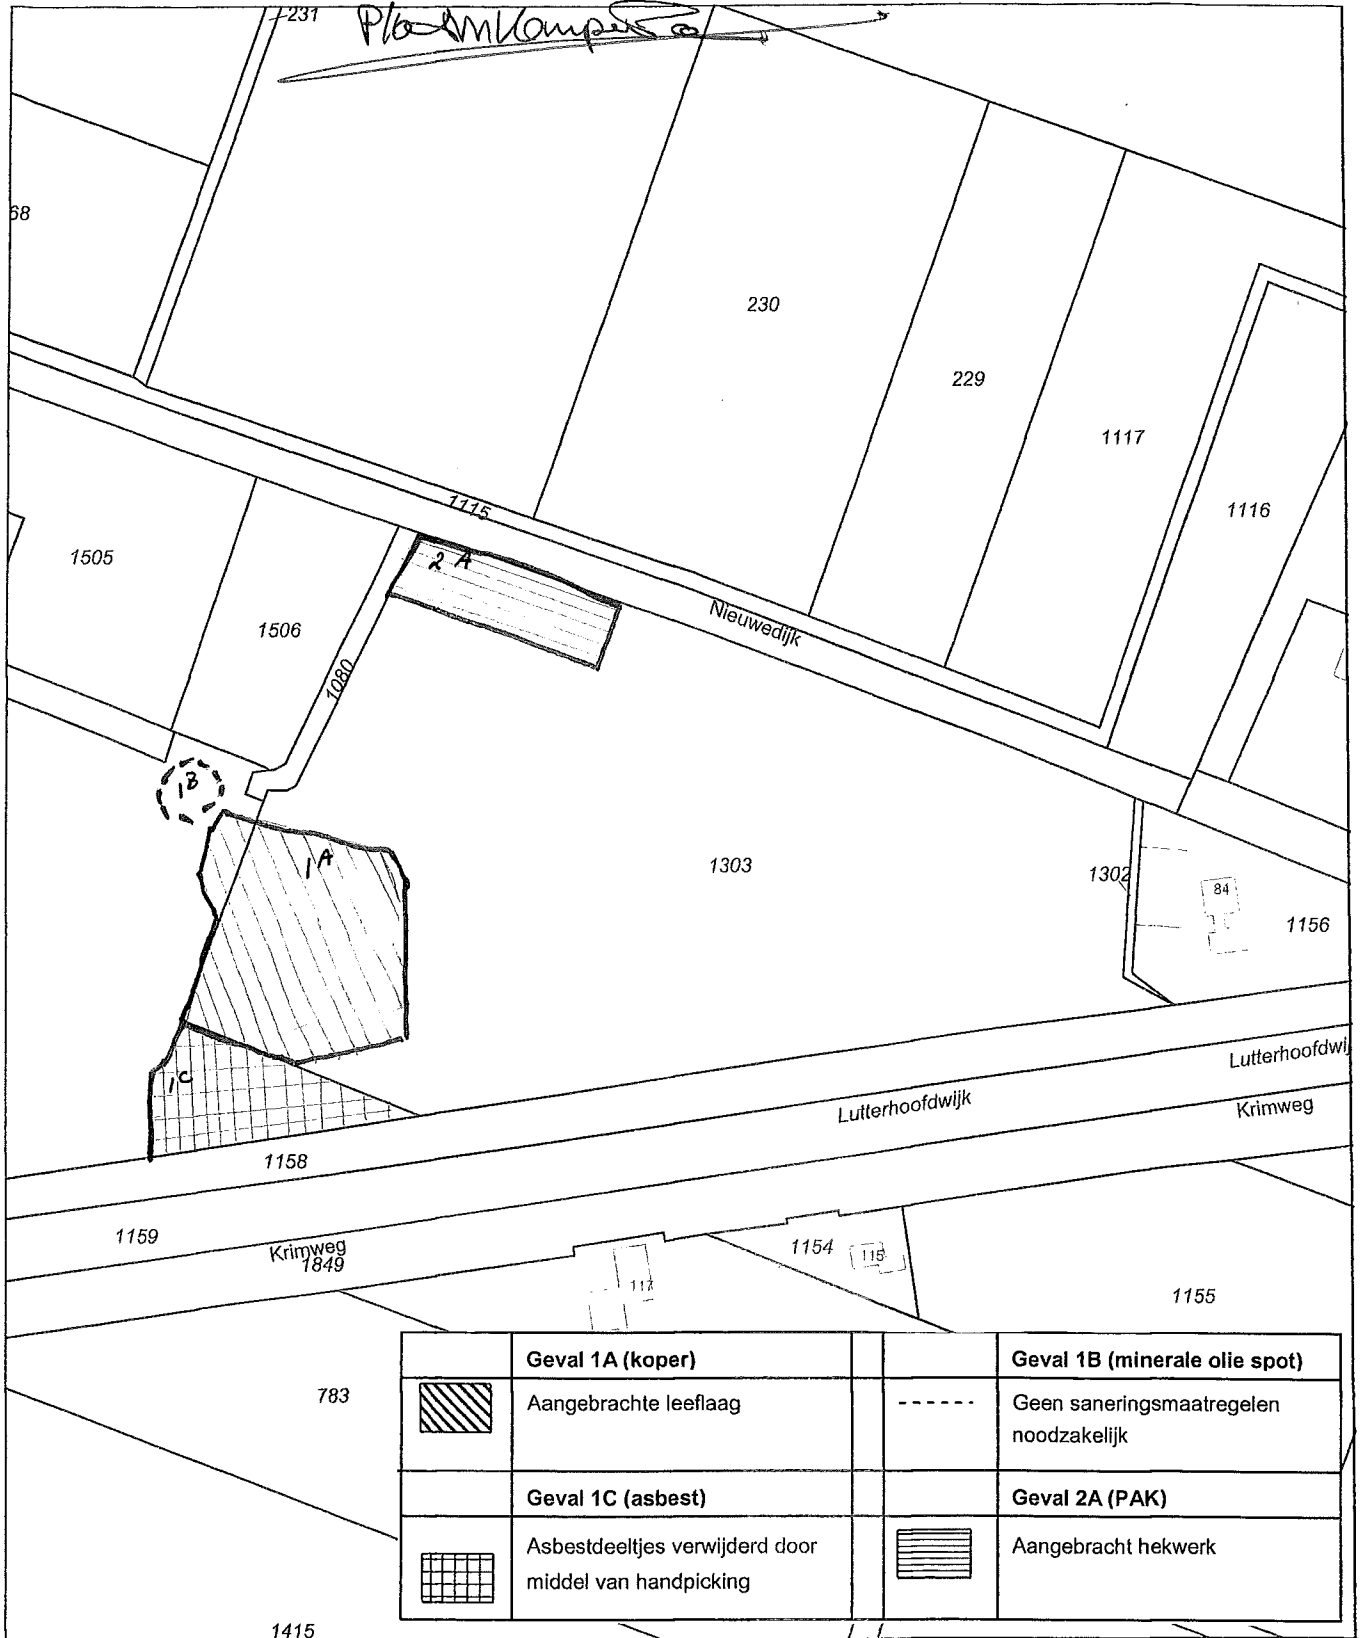 231
68
230
229
1117
1116
1115
2 A
1505
1506
Nieuwedijk
1080
1B
1A
1303
1302
84
1156
1C
Lutterhoofdwij
Lutterhoofdwijk
Krimweg
1158
1159
Krimweg
1849
1154
115
117
1155
783
1415
Geval 1A (koper)
Aangebrachte leeflaag
Geval 1B (minerale olie spot)
Geen saneringsmaatregelen
noodzakelijk
Geval 1C (asbest)
Asbestdeeltjes verwijderd door
middel van handpicking
Geval 2A (PAK)
Aangebracht hekwerk